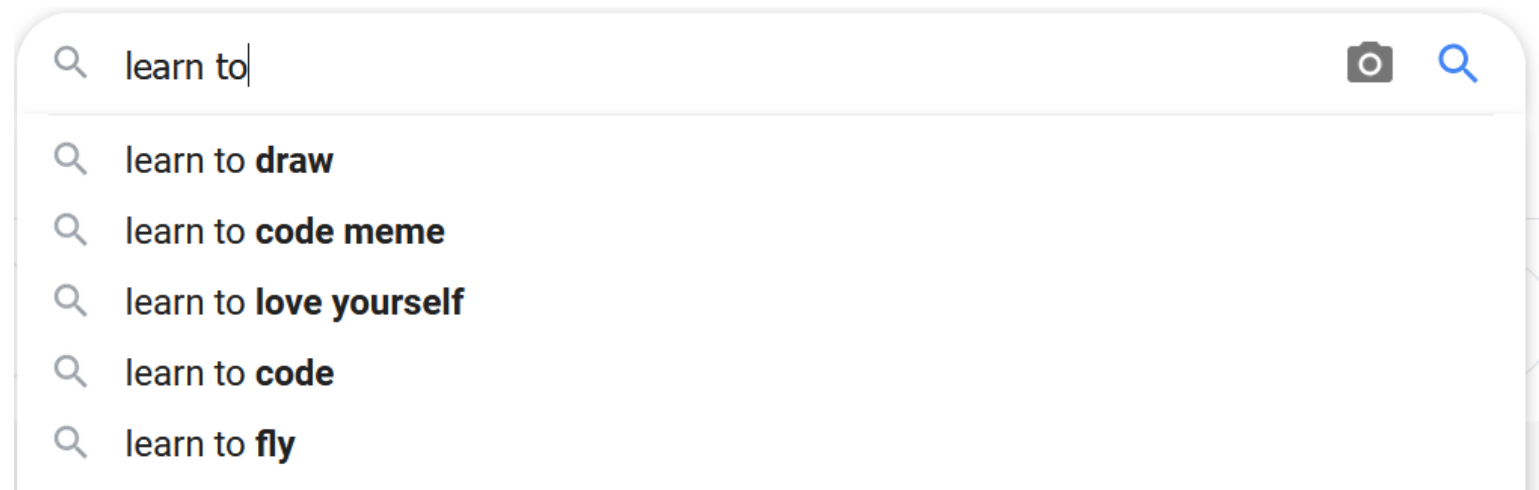 learn to
learn to draw
learn to code meme
learn to love yourself
learn to code
learn to fly